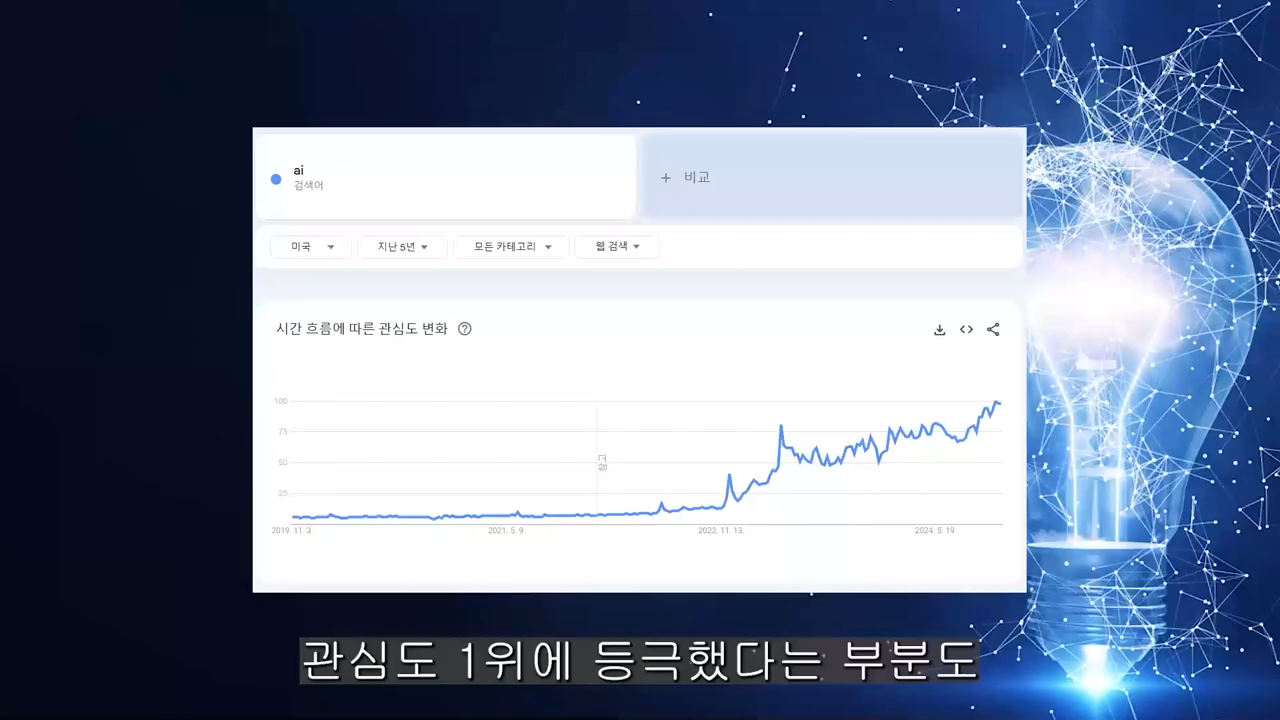 ai
검색어
+ 비교
미국
지난 5년
모든 카테고리
웹 검색
시간 흐름에 따른 관심도 변화
100
75
50
25
참고
2019. 11. 3.
2021. 5. 9.
2022. 11. 13.
2024. 5. 19
관심도 1위에 등극했다는 부분도